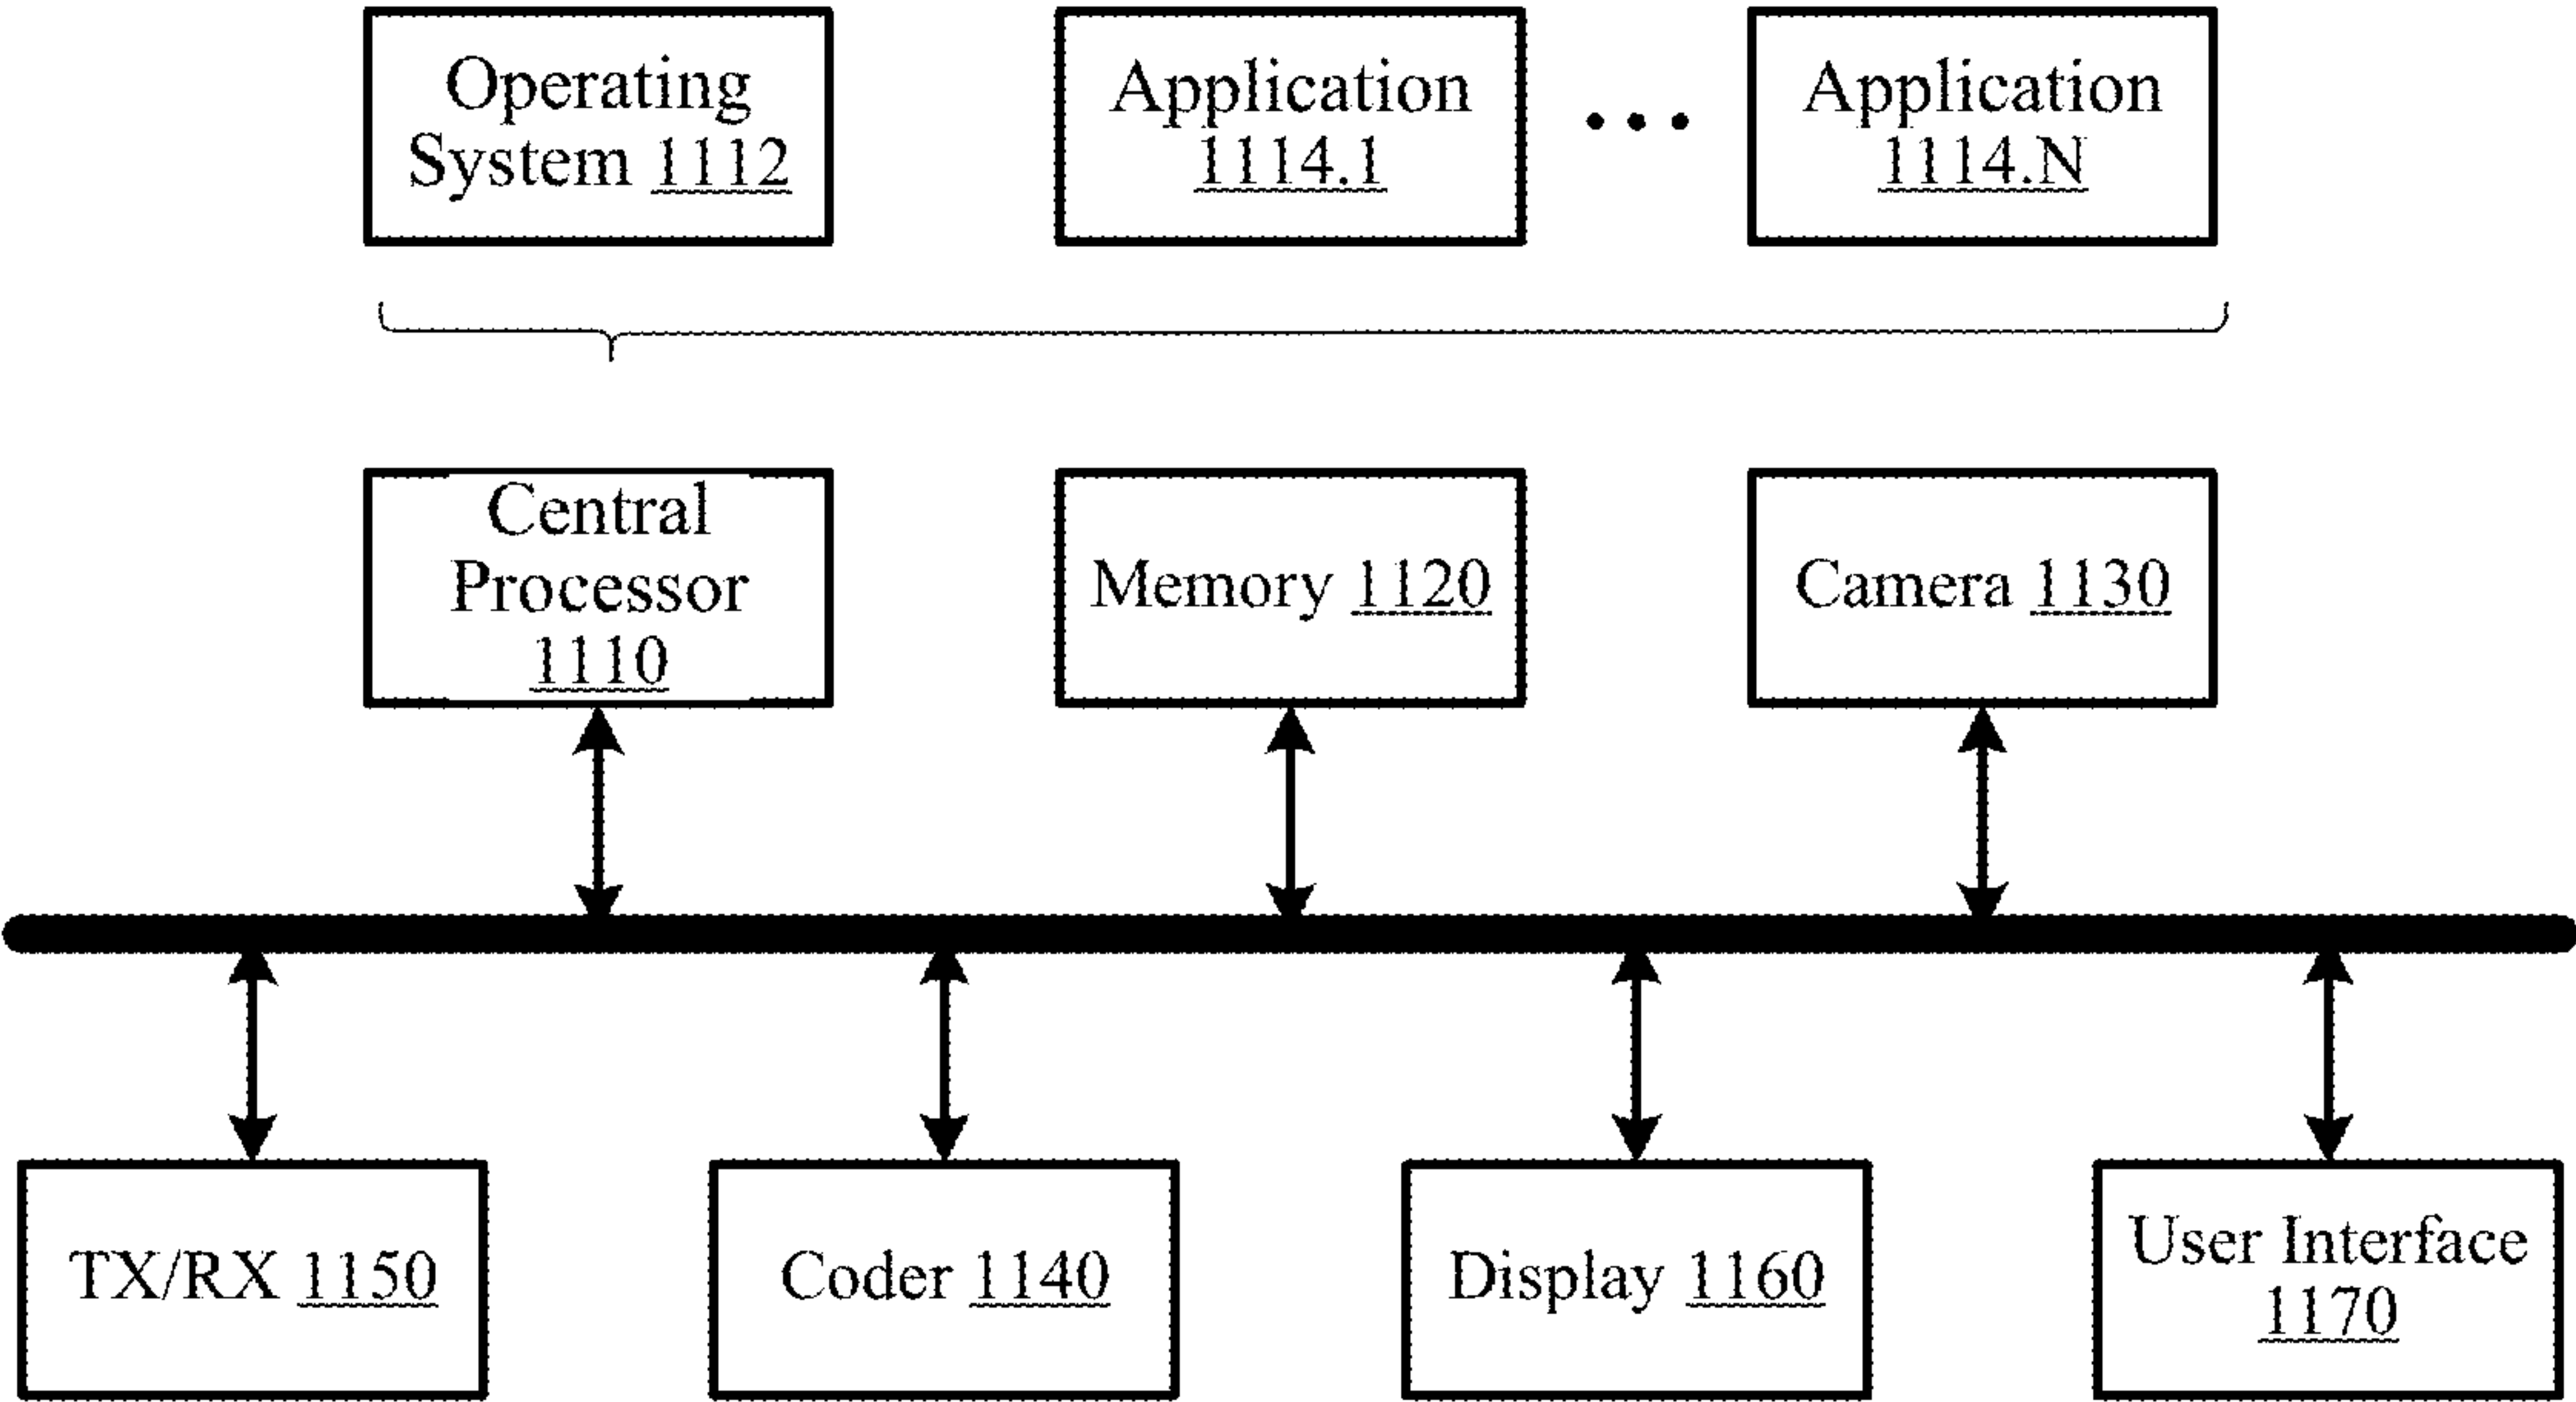 Operating
System 1112
Application
1114.1
...
Application
1114.N
Central
Processor
1110
Memory 1120
Camera 1130
TX/RX 1150
Coder 1140
Display 1160
User Interface
1170